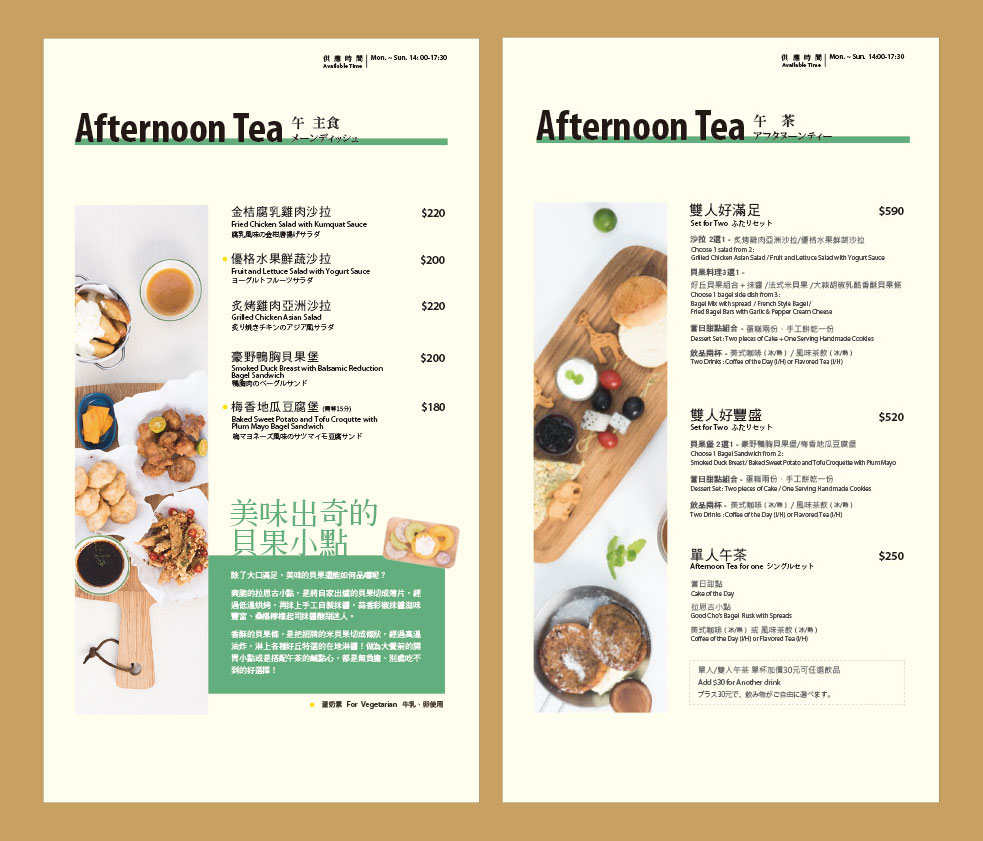 供應時間
Available Time
Mon. ~ Sun. 14:00-17:30
Afternoon Tea
午 主食
メーンディッシュ
金桔腐乳雞肉沙拉 $220
Fried Chicken Salad with Kumquat Sauce
腐乳風味の金柑唐揚げサラダ
優格水果鮮蔬沙拉 $200
Fruit and Lettuce Salad with Yogurt Sauce
ヨーグルトフルーツサラダ
炙烤雞肉亞洲沙拉 $220
Grilled Chicken Asian Salad
炙り焼きチキンのアジア風サラダ
豪野鴨胸貝果堡 $200
Smoked Duck Breast with Balsamic Reduction
Bagel Sandwich
鴨胸肉のベーグルサンド
梅香地瓜豆腐堡 (需等15分) $180
Baked Sweet Potato and Tofu Croqutte with
Plum Mayo Bagel Sandwich
梅マヨネーズ風味のサツマイモ豆腐サンド
美味出奇的
貝果小點
除了大口滿足，美味的貝果還能如何品嚐呢？
爽脆的拉思古小點，是將自家出爐的貝果切成薄片，經
過低溫烘烤，再抹上手工自製抹醬，蒜香彩椒抹醬滋味
豐富、桑椹檸檬起司抹醬酸甜迷人。
香酥的貝果條，是把招牌的米貝果切成條狀，經過高溫
油炸，淋上各種好丘特選的在地淋醬！做為大餐前的開
胃小點或是搭配午茶的鹹點心，都是無負擔、別處吃不
到的好選擇！
蛋奶素 For Vegetarian 牛乳、卵使用
供應時間
Available Time
Mon. ~ Sun. 14:00-17:30
Afternoon Tea
午 茶
アフタヌーンティー
雙人好滿足 $590
Set for Two ふたりセット
沙拉 2選1 - 炙烤雞肉亞洲沙拉/優格水果鮮蔬沙拉
Choose 1 salad from 2 :
Grilled Chicken Asian Salad / Fruit and Lettuce Salad with Yogurt Sauce
貝果料理3選1 -
好丘貝果組合 + 抹醬 / 法式米貝果 / 大蒜胡椒乳酪香酥貝果條
Choose 1 bagel side dish from 3 :
Bagel Mix with spread / French Style Bagel /
Fried Bagel Bars with Garlic & Pepper Cream Cheese
當日甜點組合 - 蛋糕兩份．手工餅乾一份
Dessert Set : Two pieces of Cake + One Serving Handmade Cookies
飲品兩杯 - 美式咖啡 ( 冰/熱 ) / 風味茶飲 ( 冰/熱 )
Two Drinks : Coffee of the Day (I/H) or Flavored Tea (I/H)
雙人好豐盛 $520
Set for Two ふたりセット
貝果堡 2選1 - 豪野鴨胸貝果堡/梅香地瓜豆腐堡
Choose 1 Bagel Sandwich from 2 :
Smoked Duck Breast / Baked Sweet Potato and Tofu Croquette with Plum Mayo
當日甜點組合 - 蛋糕兩份．手工餅乾一份
Dessert Set : Two pieces of Cake / One Serving Handmade Cookies
飲品兩杯 - 美式咖啡 ( 冰/熱 ) / 風味茶飲 ( 冰/熱 )
Two Drinks : Coffee of the Day (I/H) or Flavored Tea (I/H)
單人午茶 $250
Afternoon Tea for one シングルセット
當日甜點
Cake of the Day
拉思古小點
Good Cho's Bagel Rusk with Spreads
美式咖啡 ( 冰/熱 ) 或 風味茶飲 ( 冰/熱 )
Coffee of the Day (I/H) or Flavored Tea (I/H)
單人/雙人午茶 單杯加價30元可任選飲品
Add $30 for Another drink
プラス30元で、飲み物がご自由に選べます。